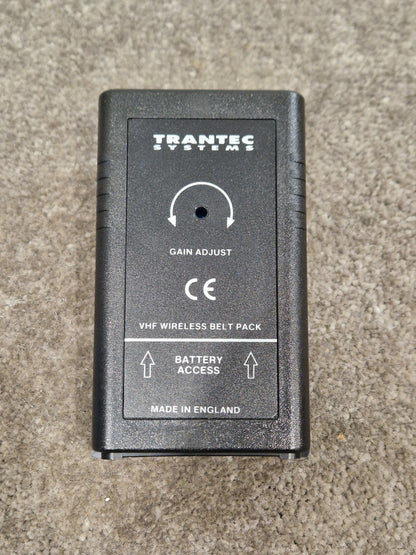 TRANTEC
SYSTEMS
GAIN ADJUST
CE
VHF WIRELESS BELT PACK
BATTERY
ACCESS
MADE IN ENGLAND